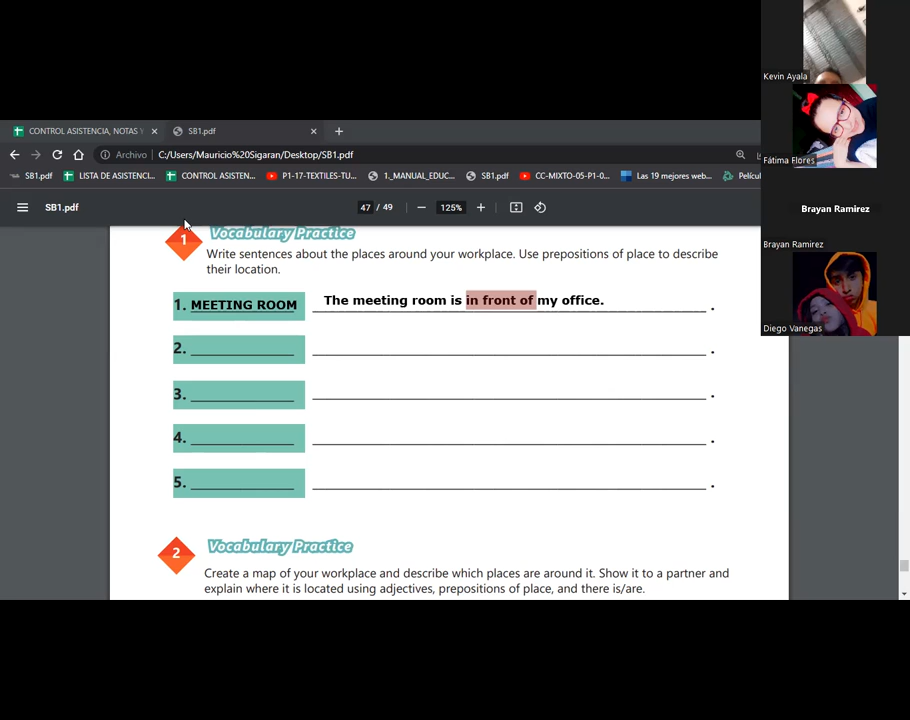 CONTROL ASISTENCIA, NOTAS Y
SB1.pdf
Archivo
C:/Users/Mauricio%20Sigaran/Desktop/SB1.pdf
SB1.pdf
LISTA DE ASISTENCI...
CONTROL ASISTEN...
P1-17-TEXTILES-TU...
1._MANUAL_EDUC...
SB1.pdf
CC-MIXTO-05-P1-0...
Las 19 mejores web...
Películ
SB1.pdf
47 / 49
125%
1
Vocabulary Practice
Write sentences about the places around your workplace. Use prepositions of place to describe
their location.
1. MEETING ROOM The meeting room is in front of my office. .
2. ____________ .
3. ____________ .
4. ____________ .
5. ____________ .
2
Vocabulary Practice
Create a map of your workplace and describe which places are around it. Show it to a partner and
explain where it is located using adjectives, prepositions of place, and there is/are.
Kevin Ayala
Fátima Flores
Brayan Ramirez
Brayan Ramirez
Diego Vanegas